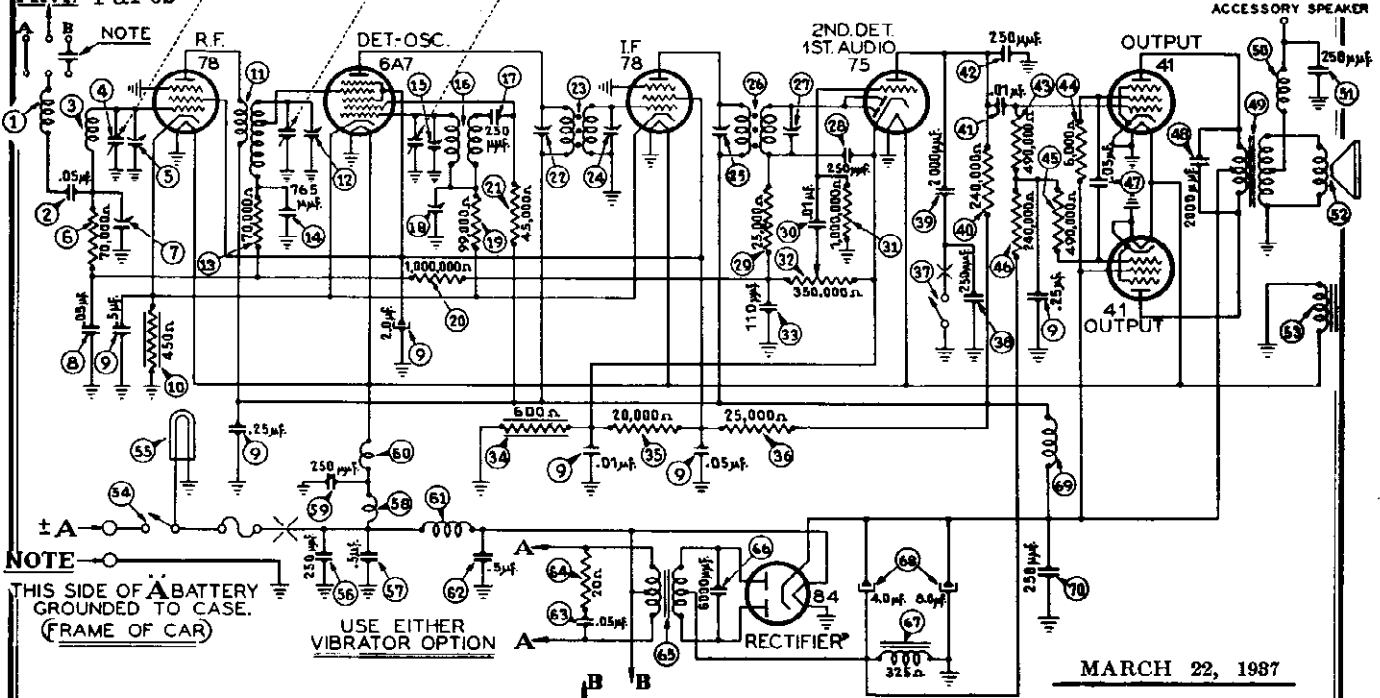 ACCESSORY SPEAKER
A B NOTE
R.F.
78
DET-OSC.
6A7
I.F
78
2ND. DET.
1ST. AUDIO
75
OUTPUT
41
250μμf.
250μμf.
1 2 3 4 5 6 7 8 9 10
.05μf.
70,000Ω
.05μf.
.5μf.
450Ω
11 12 13 14
70,000Ω
765 μμf.
15 16 17 18 19 20 21
250 μμf.
99,000Ω
45,000Ω
1,000,000Ω
2.0μf. 9
22 23 24 25 26 27 28
250μμf.
29 30 31 32 33
25,000Ω
.01μf.
1,000,000Ω
350,000Ω
110μμf.
37 38 39 40 41 42
2000μμf.
250μμf.
240,000Ω
.01μf.
43 44 45 46 47 48
490,000Ω
6,000Ω
490,000Ω
240,000Ω
.05μf.
2000μμf.
.25μf. 9
49 50 51 52 53
41
OUTPUT
600Ω
34
20,000Ω
35
25,000Ω
36
9 .25μf.
9 .01μf.
9 .05μf.
55
54
±A
60
250μμf.
59
58
61
69
NOTE
THIS SIDE OF "A" BATTERY
GROUNDED TO CASE.
(FRAME OF CAR)
250μμf.
56
.5μf.
57
62
.5μf.
USE EITHER
VIBRATOR OPTION
A
64
20Ω
63
.05μf.
A
65
66
6000μμf.
84
RECTIFIER
68
4.0μf. 8.0μf.
67
325Ω
250μμf.
70
B
B
MARCH 22, 1937